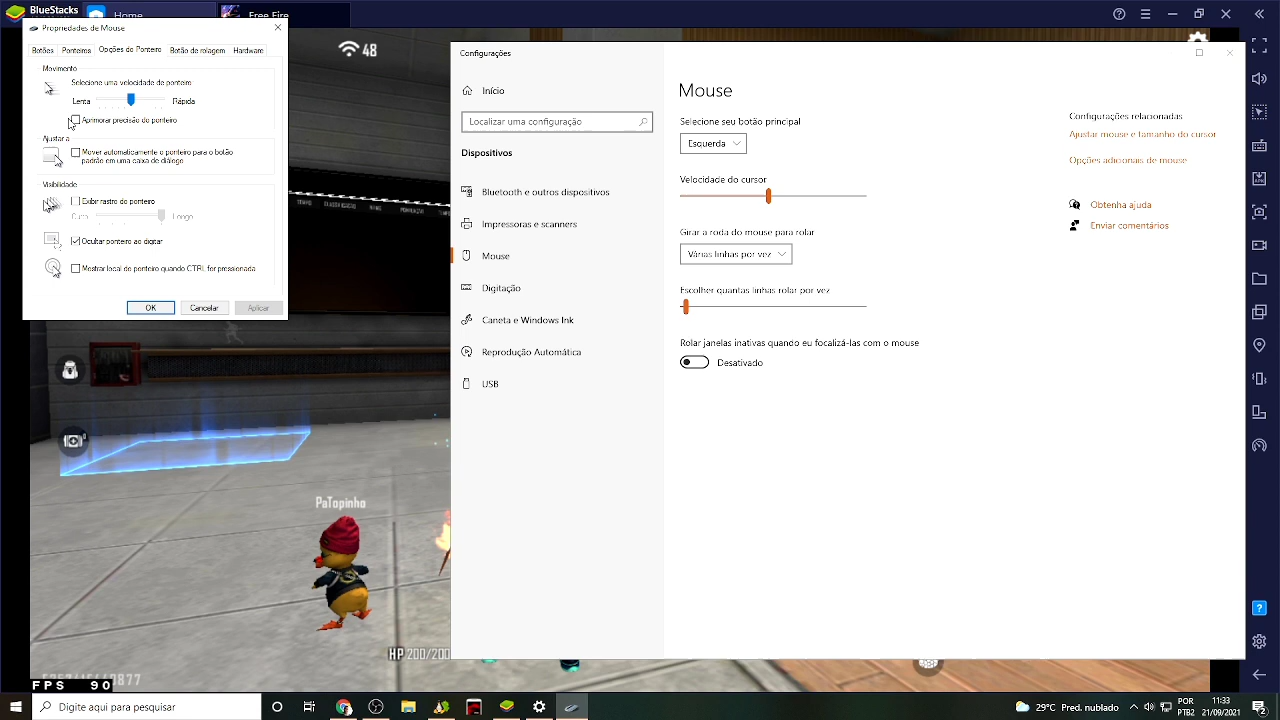 BlueStacks
Home
Free Fire
Propriedades de Mouse
Botões
Ponteiros
Opções do Ponteiro
Botão de rolagem
Hardware
Movimento
Selecione uma velocidade de ponteiro:
Lenta
Rápida
Aprimorar precisão do ponteiro
Ajustar a
Mover automaticamente o ponteiro para o botão
padrão em uma caixa de diálogo
Visibilidade
Exibir rastro do ponteiro
Curto
Longo
Ocultar ponteiro ao digitar
Mostrar local do ponteiro quando CTRL for pressionada
OK
Cancelar
Aplicar
48
TEMPO
CLASSIFICAÇÃO
Configurações
Início
Localizar uma configuração
Dispositivos
Bluetooth e outros dispositivos
Impressoras e scanners
Mouse
Digitação
Caneta e Windows Ink
Reprodução Automática
USB
Mouse
Selecione seu botão principal
Esquerda
Velocidade do cursor
Girar a roda do mouse para rolar
Várias linhas por vez
Escolher quantas linhas rolar por vez
Rolar janelas inativas quando eu focalizá-las com o mouse
Desativado
Configurações relacionadas
Ajustar mouse e tamanho do cursor
Opções adicionais de mouse
Obtenha ajuda
Enviar comentários
PaTopinho
HP 200/200
FPS 90
Digite aqui para pesquisar
29°C Pred. nublado
POR
PTB2
11:33
21/09/2021